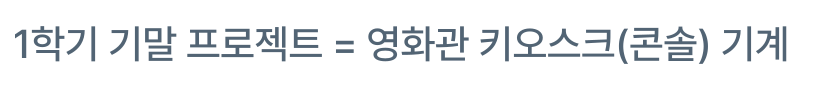 1학기 기말 프로젝트 = 영화관 키오스크(콘솔) 기계